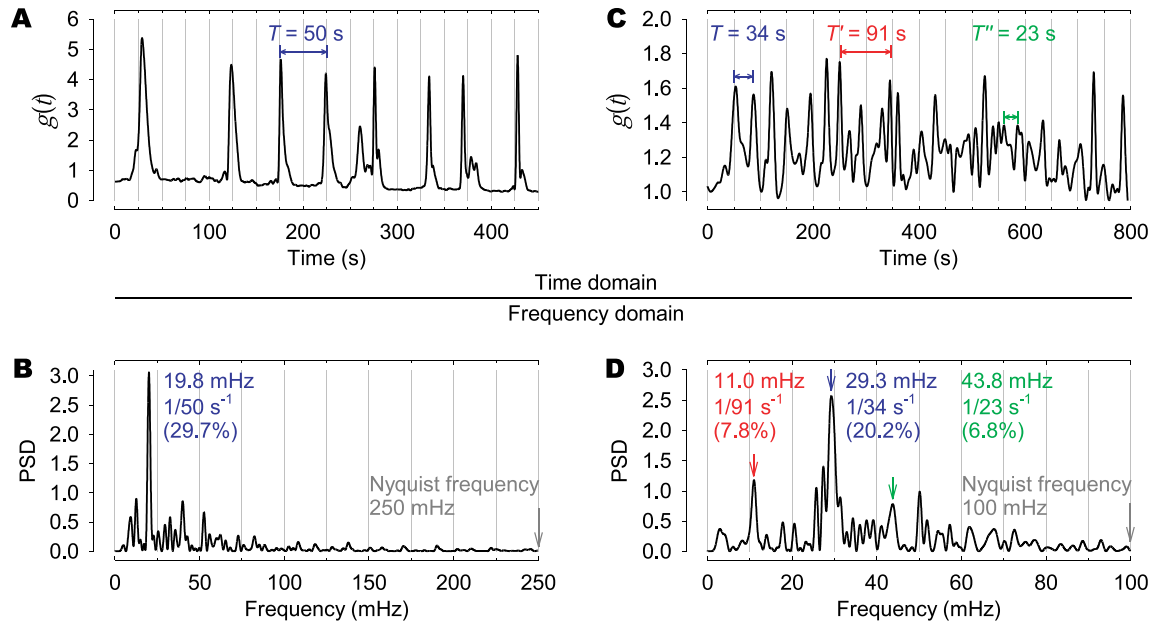 A
T = 50 s
g(t)
6
5
4
3
2
1
0
0 100 200 300 400
Time (s)
C
T = 34 s T′ = 91 s T″ = 23 s
g(t)
2.0
1.8
1.6
1.4
1.2
1.0
0 200 400 600 800
Time (s)
Time domain
Frequency domain
B
19.8 mHz
1/50 s⁻¹
(29.7%)
PSD
3.0
2.5
2.0
1.5
1.0
0.5
0.0
Nyquist frequency
250 mHz
0 50 100 150 200 250
Frequency (mHz)
D
11.0 mHz 29.3 mHz 43.8 mHz
1/91 s⁻¹ 1/34 s⁻¹ 1/23 s⁻¹
(7.8%) (20.2%) (6.8%)
PSD
3.0
2.5
2.0
1.5
1.0
0.5
0.0
Nyquist frequency
100 mHz
0 20 40 60 80 100
Frequency (mHz)